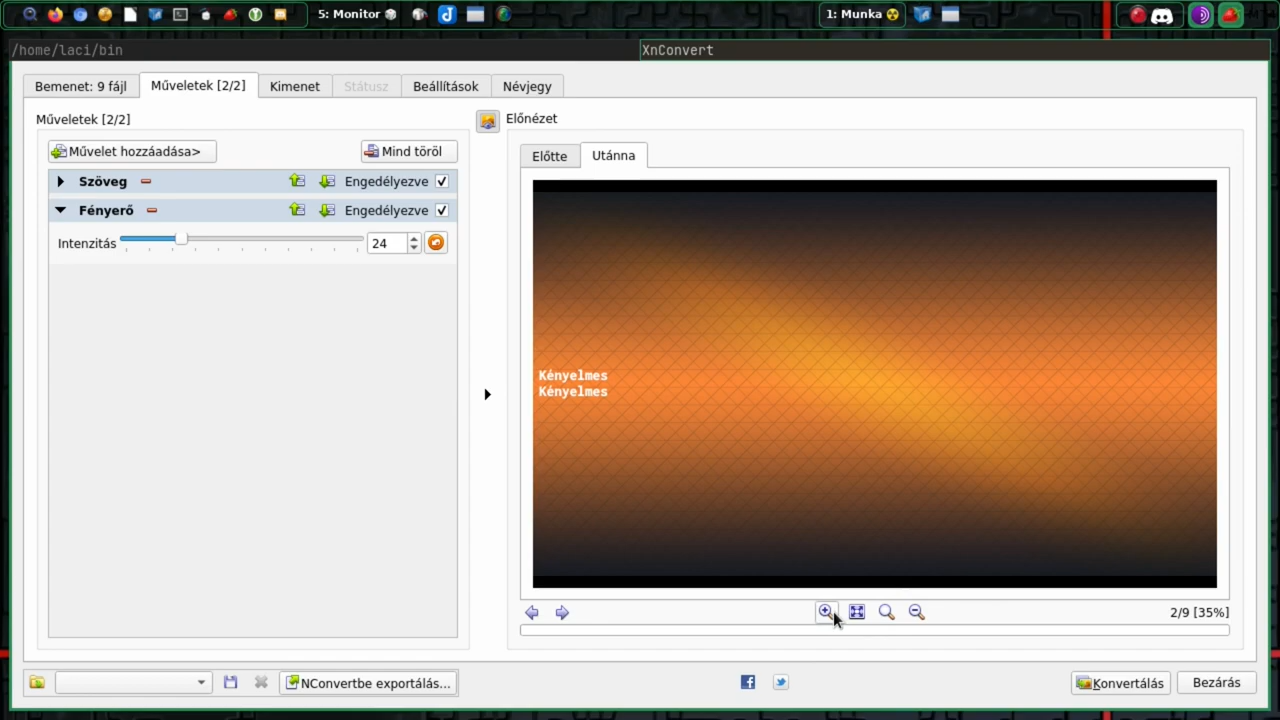 5: Monitor
1: Munka
/home/laci/bin
XnConvert
Bemenet: 9 fájl
Műveletek [2/2]
Kimenet
Státusz
Beállítások
Névjegy
Műveletek [2/2]
Művelet hozzáadása>
Mind töröl
Szöveg
Engedélyezve
Fényerő
Engedélyezve
Intenzitás
24
Előnézet
Előtte
Utánna
Kényelmes
Kényelmes
2/9 [35%]
NConvertbe exportálás...
Konvertálás
Bezárás